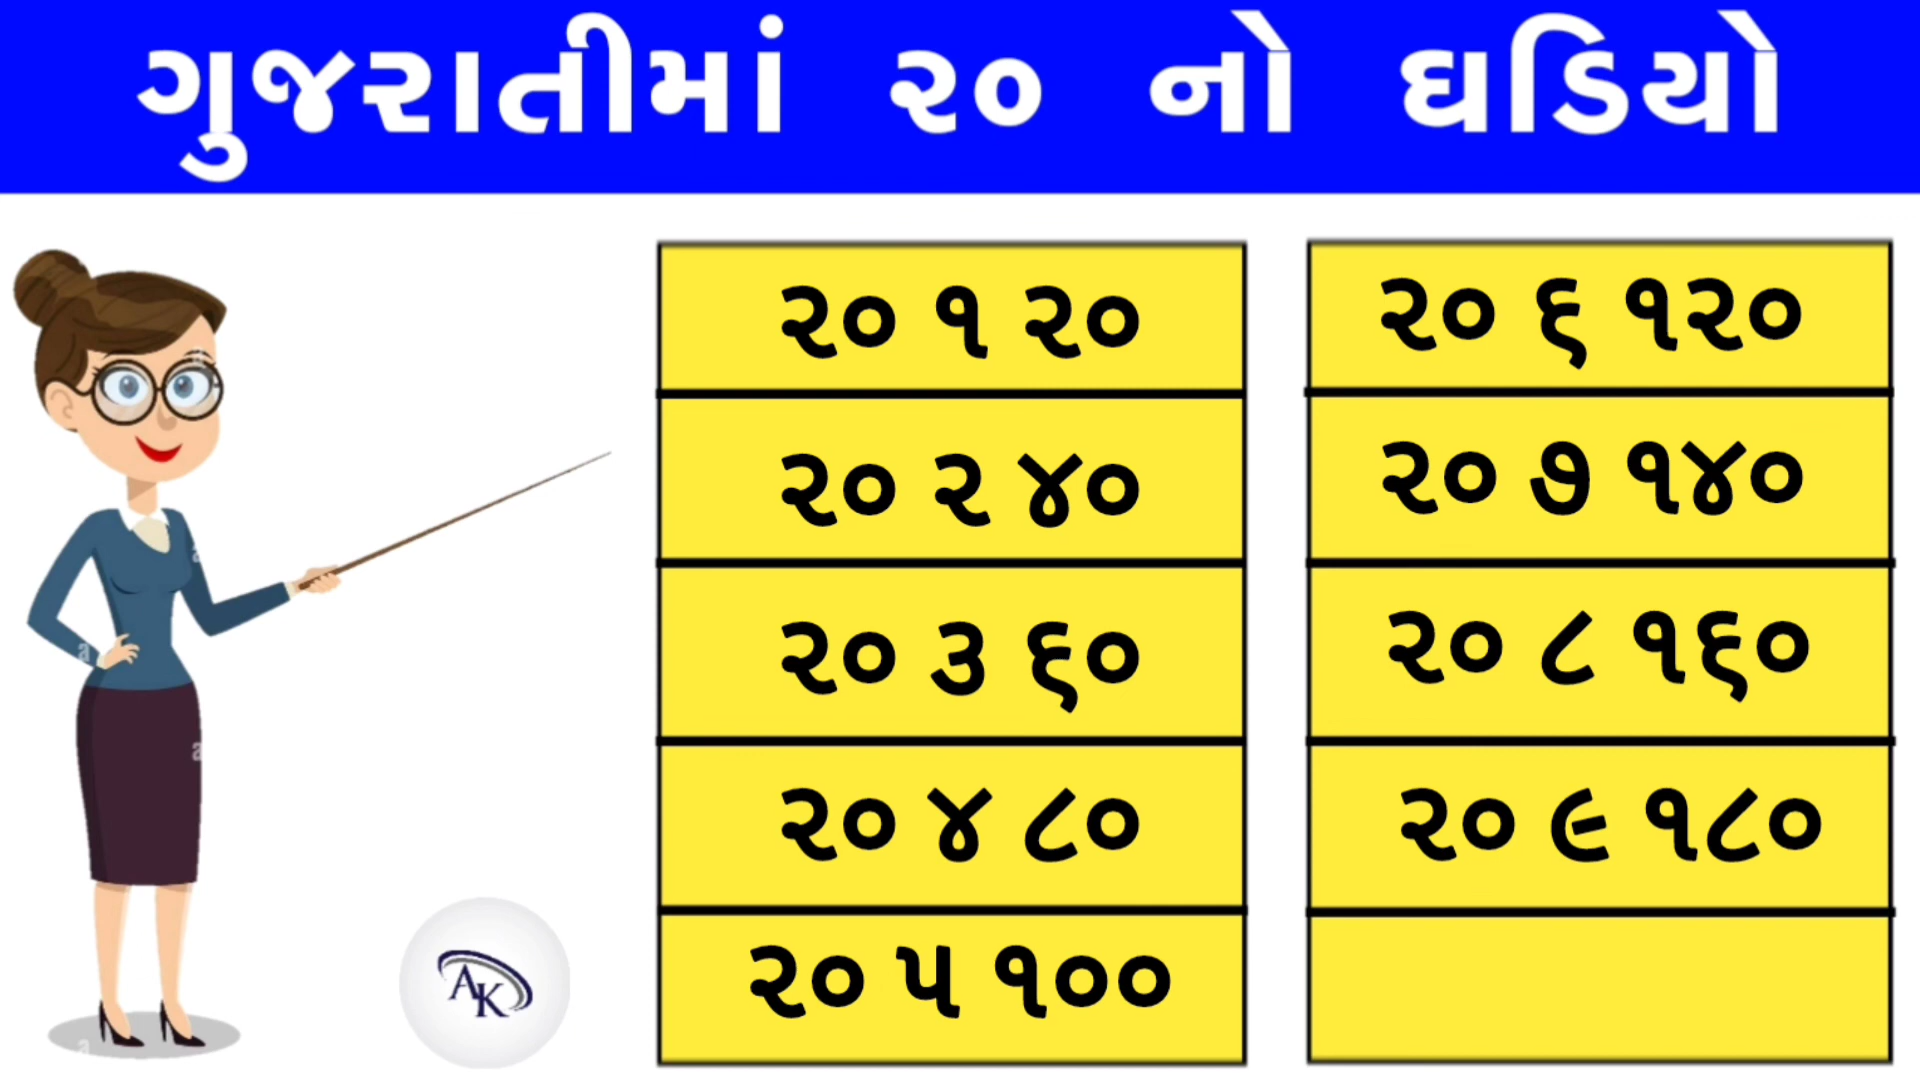 ગુજરાતીમાં ૨૦ નો ઘડિયો
૨૦ ૧ ૨૦
૨૦ ૨ ૪૦
૨૦ ૩ ૬૦
૨૦ ૪ ૮૦
૨૦ ૫ ૧૦૦
૨૦ ૬ ૧૨૦
૨૦ ૭ ૧૪૦
૨૦ ૮ ૧૬૦
૨૦ ૯ ૧૮૦
AK
a
a
a
a
a